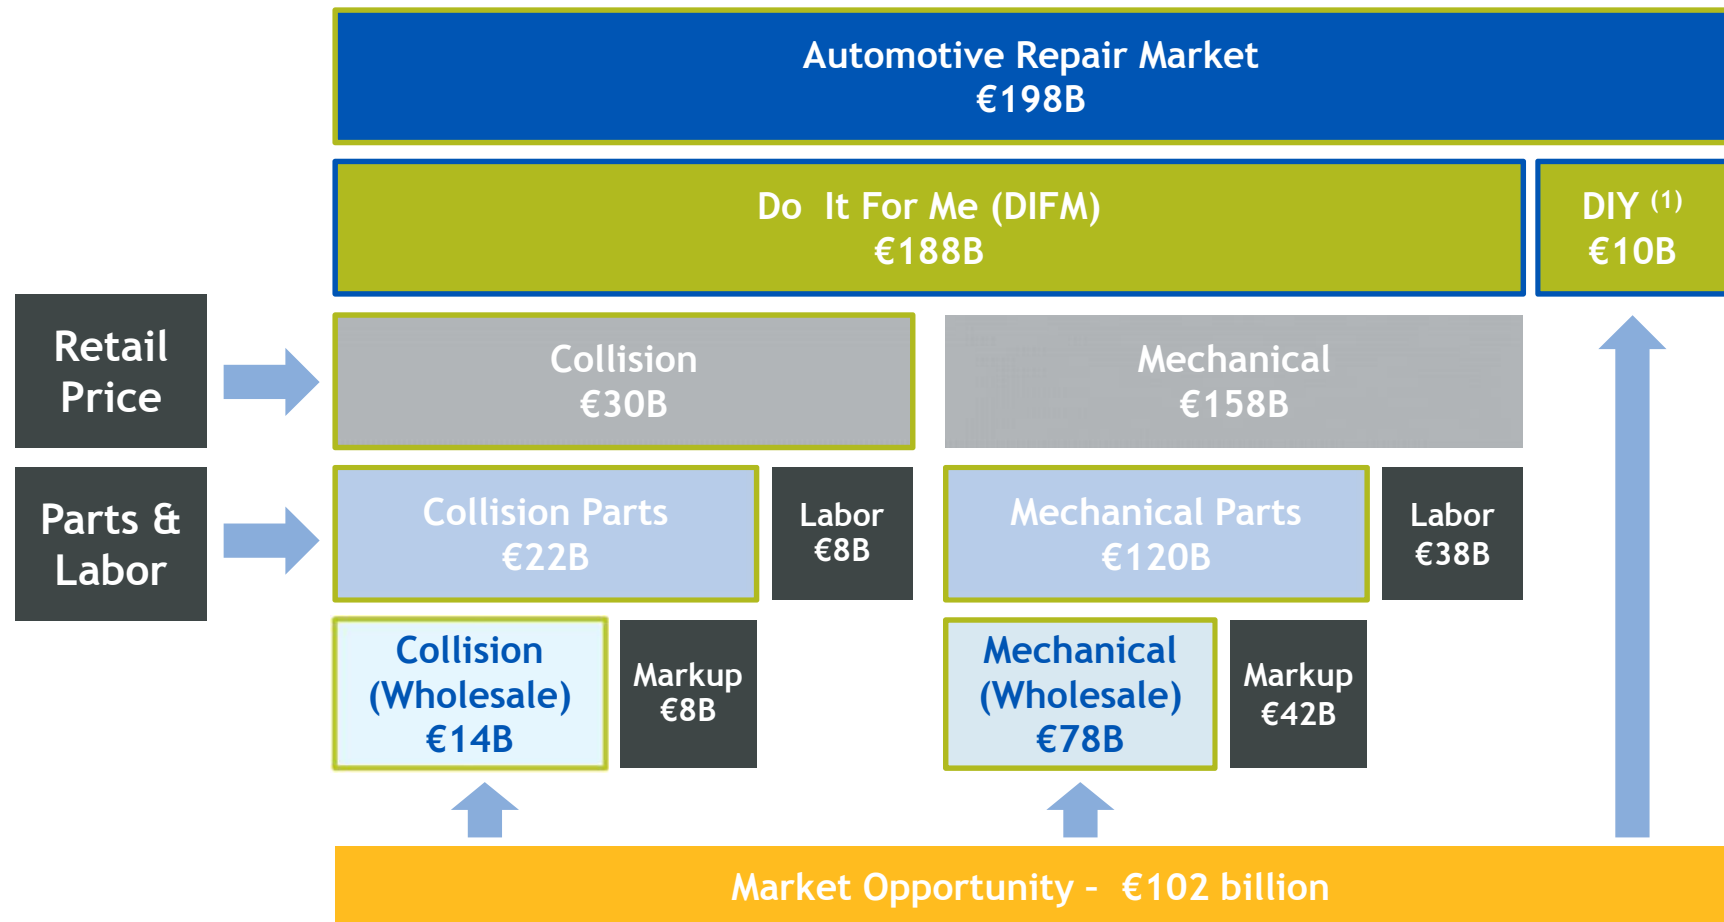 Automotive Repair Market
€198B
Do It For Me (DIFM)
€188B
DIY (1)
€10B
Retail
Price
Collision
€30B
Mechanical
€158B
Parts &
Labor
Collision Parts
€22B
Labor
€8B
Mechanical Parts
€120B
Labor
€38B
Collision
(Wholesale)
€14B
Markup
€8B
Mechanical
(Wholesale)
€78B
Markup
€42B
Market Opportunity - €102 billion